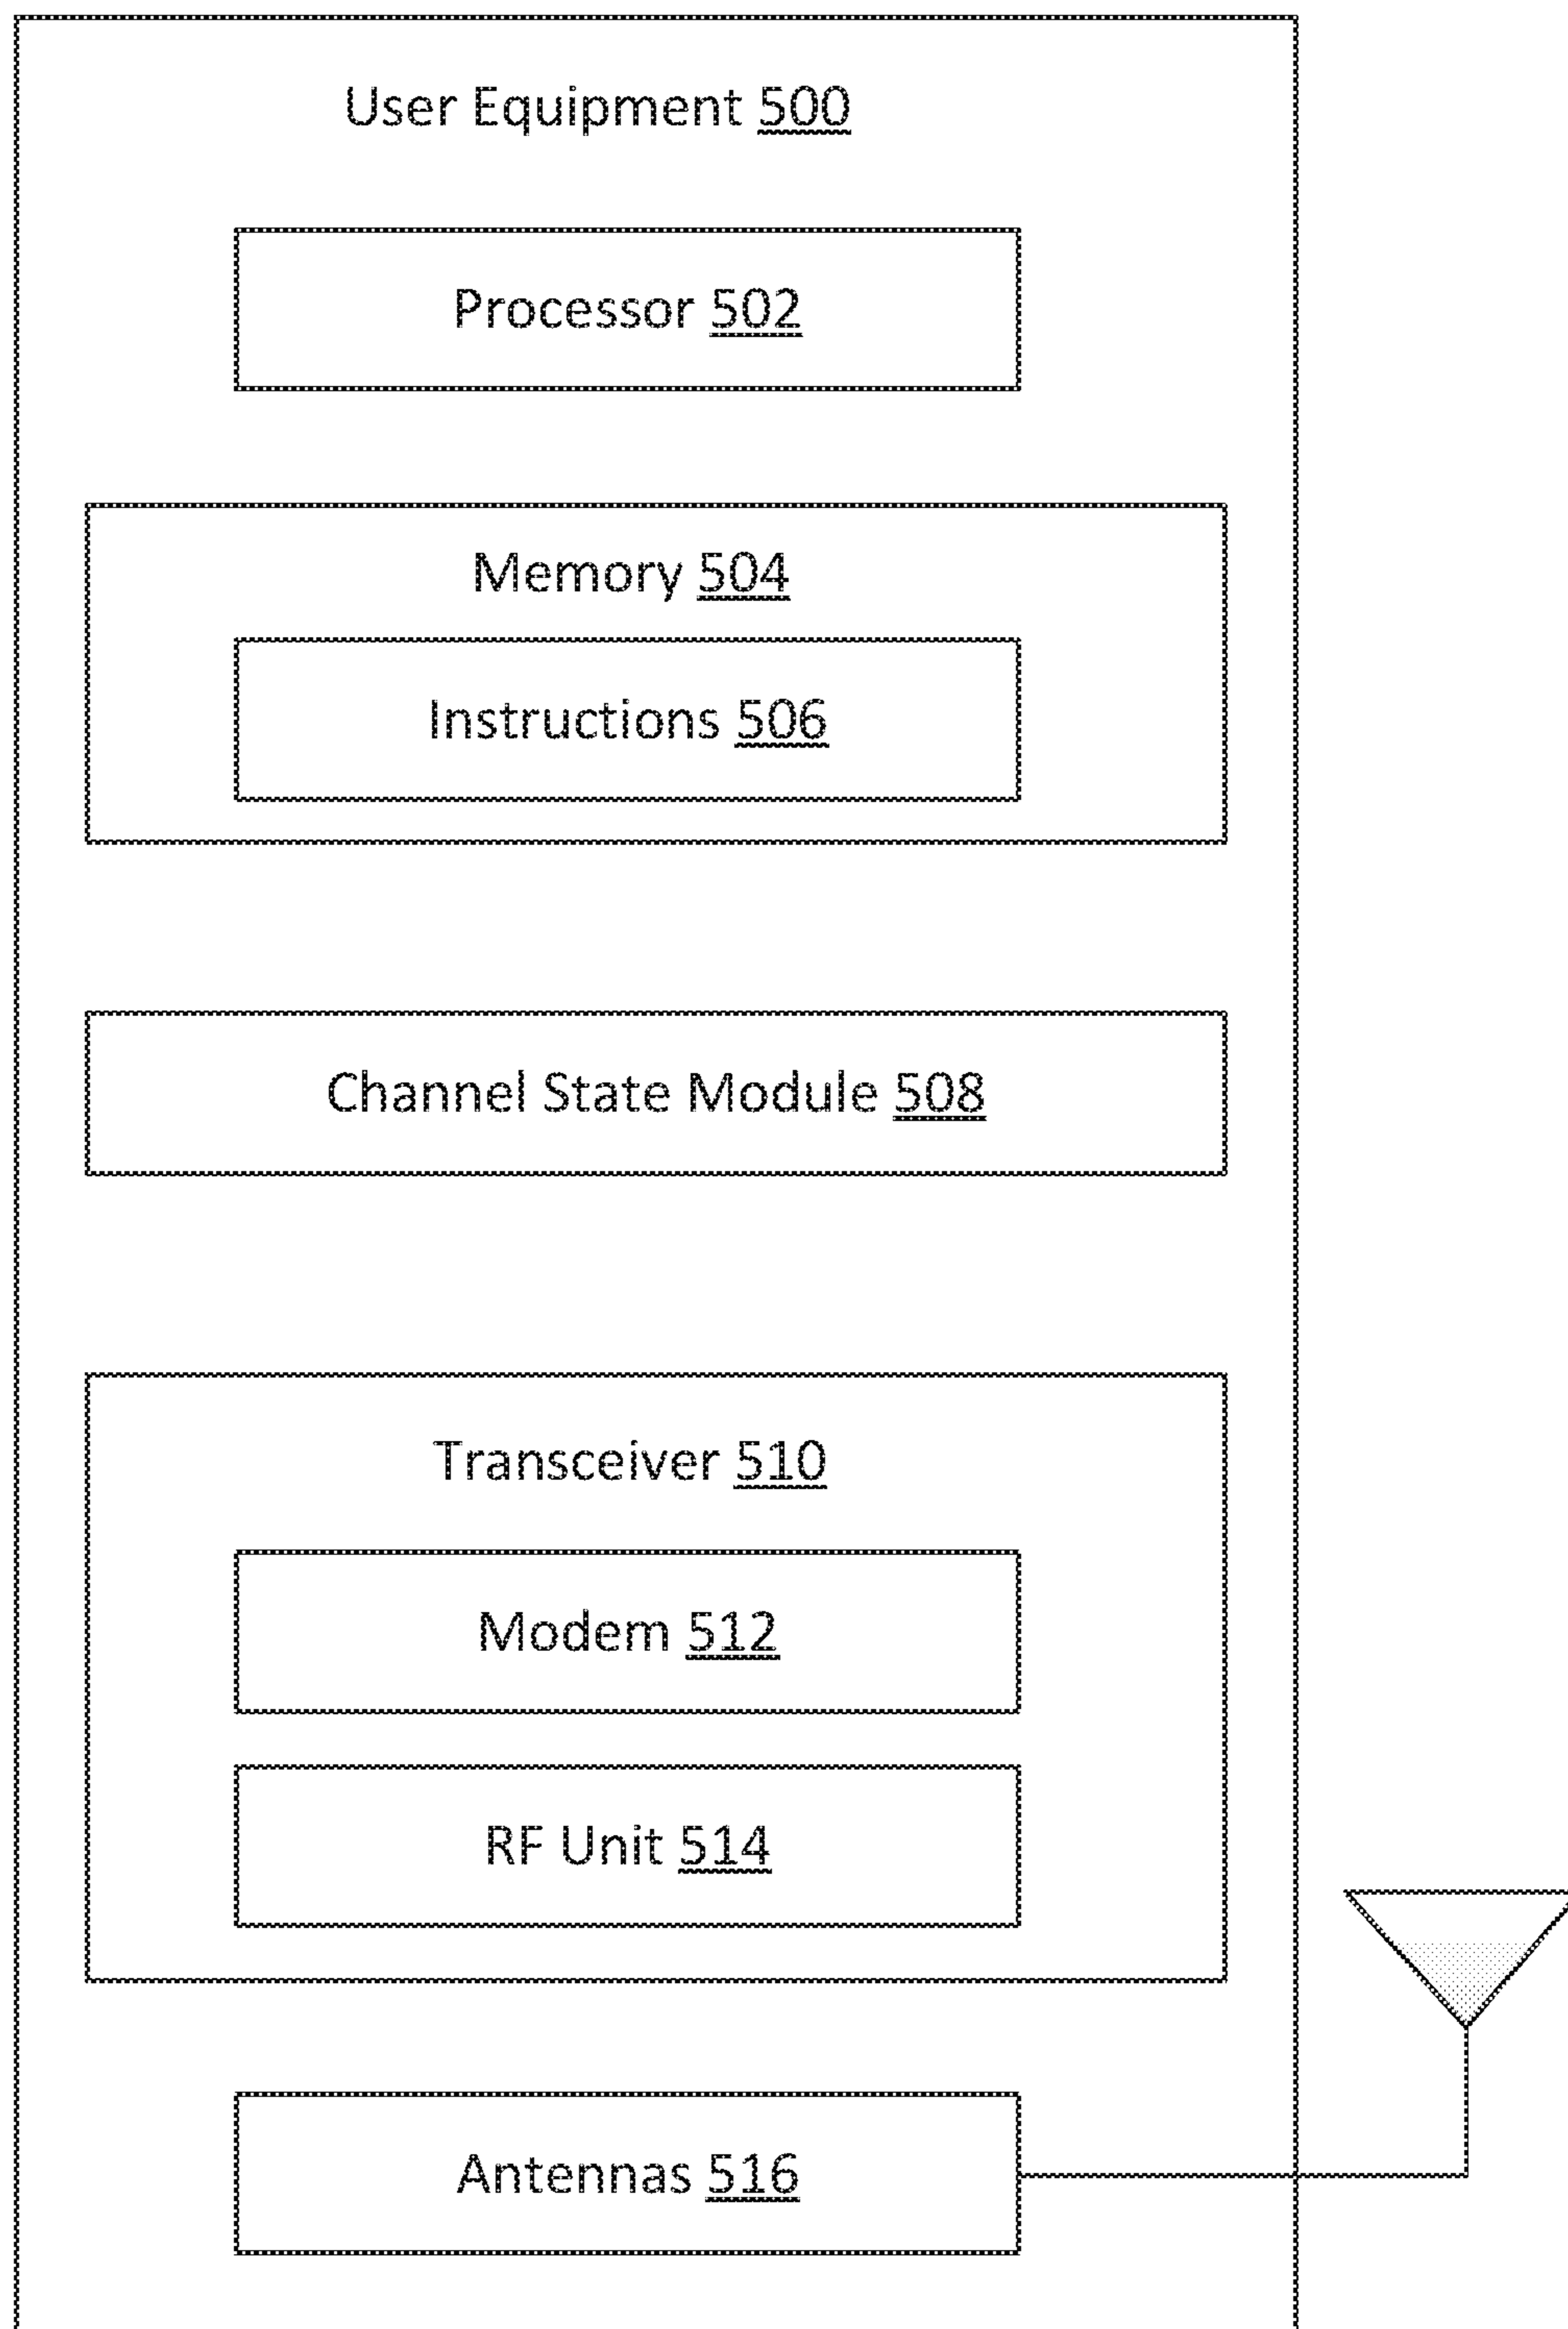 User Equipment 500
Processor 502
Memory 504
Instructions 506
Channel State Module 508
Transceiver 510
Modem 512
RF Unit 514
Antennas 516